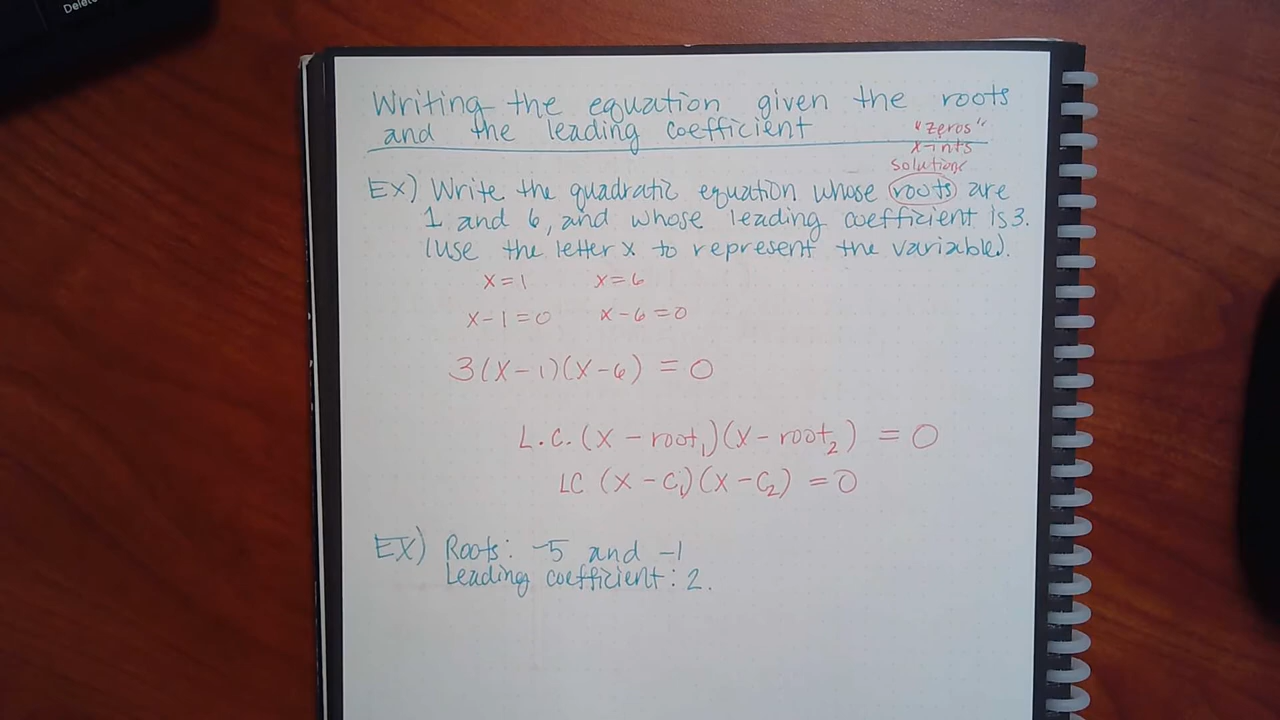 Delete
Writing the equation given the roots
and the leading coefficient
"zeros"
x-ints
solutions
Ex) Write the quadratic equation whose roots are
1 and 6, and whose leading coefficient is 3.
(Use the letter x to represent the variable).
x=1 x=6
x-1=0 x-6=0
3(x-1)(x-6) = 0
L.C.(x - root₁)(x - root₂) = 0
LC (x - c₁)(x - c₂) = 0
EX) Roots: -5 and -1
Leading coefficient: 2.